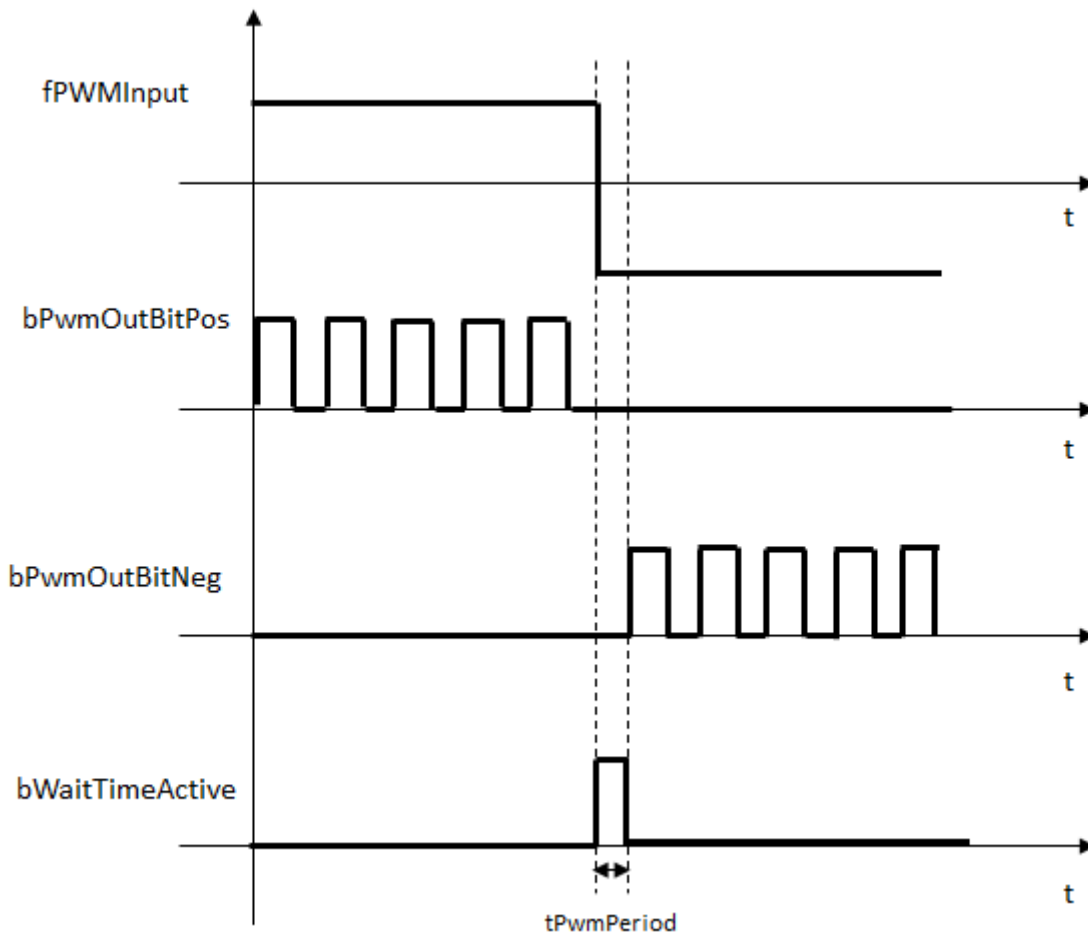 fPWMInput
t
bPwmOutBitPos
t
bPwmOutBitNeg
t
bWaitTimeActive
t
tPwmPeriod